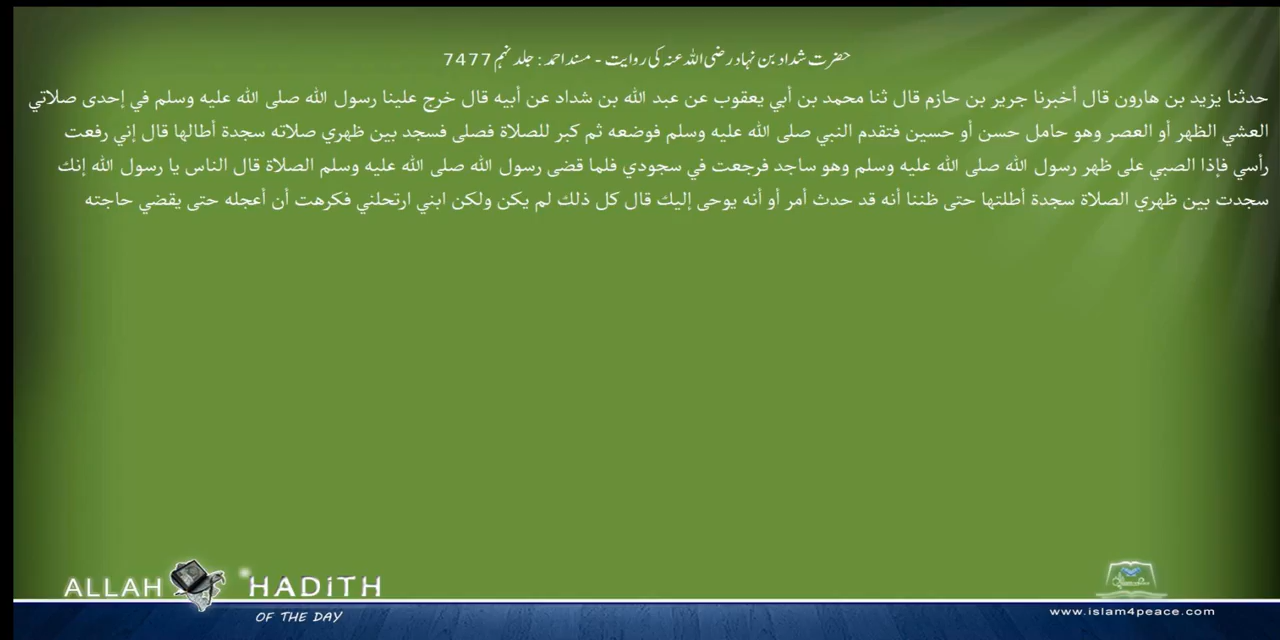 حضرت شداد بن نہاد رضی اللہ عنہ کی روایت - مسند احمد : جلد نہم 7477
حدثنا يزيد بن هارون قال أخبرنا جرير بن حازم قال ثنا محمد بن أبي يعقوب عن عبد الله بن شداد عن أبيه قال خرج علينا رسول الله صلى الله عليه وسلم في إحدى صلاتي
العشي الظهر أو العصر وهو حامل حسن أو حسين فتقدم النبي صلى الله عليه وسلم فوضعه ثم كبر للصلاة فصلى فسجد بين ظهري صلاته سجدة أطالها قال إني رفعت
رأسي فإذا الصبي على ظهر رسول الله صلى الله عليه وسلم وهو ساجد فرجعت في سجودي فلما قضى رسول الله صلى الله عليه وسلم الصلاة قال الناس يا رسول الله إنك
سجدت بين ظهري الصلاة سجدة أطلتها حتى ظننا أنه قد حدث أمر أو أنه يوحى إليك قال كل ذلك لم يكن ولكن ابني ارتحلني فكرهت أن أعجله حتى يقضي حاجته
ALLAH HADITH
OF THE DAY
www.islam4peace.com